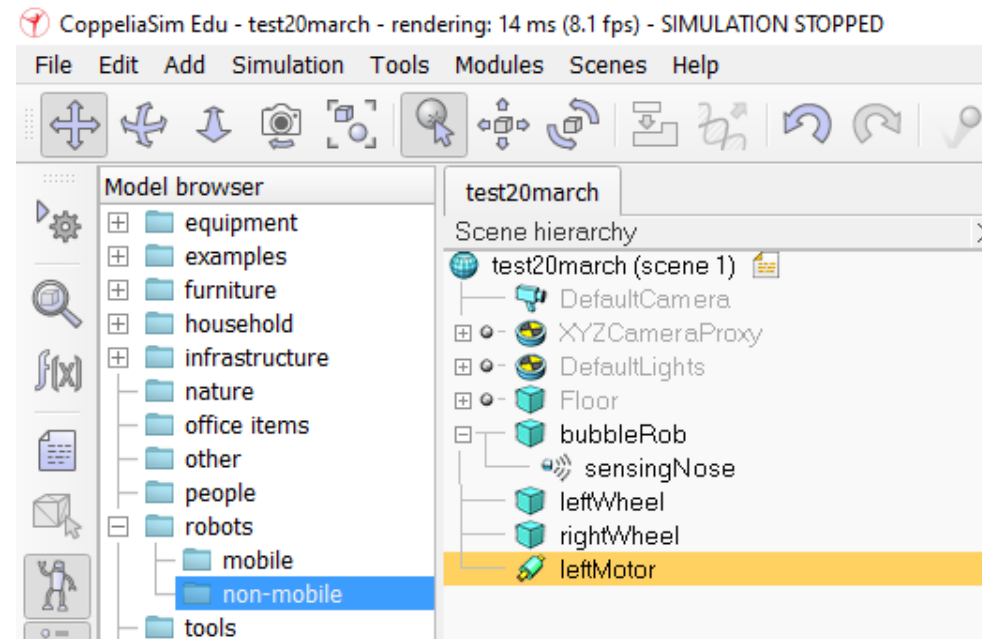 CoppeliaSim Edu - test20march - rendering: 14 ms (8.1 fps) - SIMULATION STOPPED
File Edit Add Simulation Tools Modules Scenes Help
Model browser
equipment
examples
furniture
household
infrastructure
nature
office items
other
people
robots
mobile
non-mobile
tools
test20march
Scene hierarchy
test20march (scene 1)
DefaultCamera
XYZCameraProxy
DefaultLights
Floor
bubbleRob
sensingNose
leftWheel
rightWheel
leftMotor
f(x)